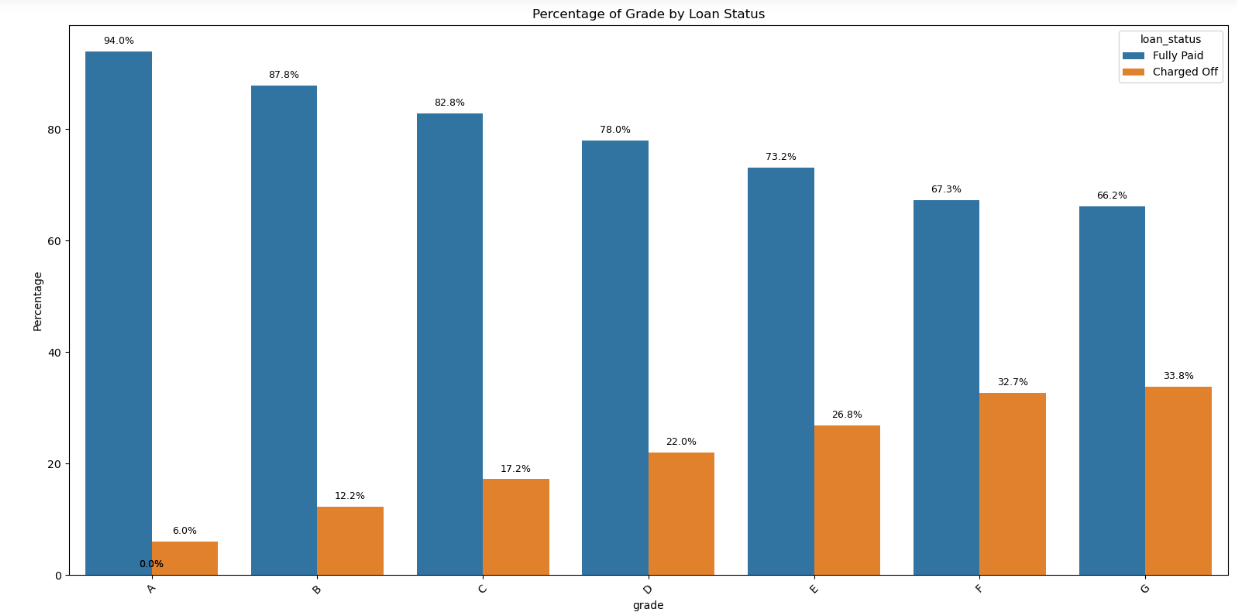 Percentage of Grade by Loan Status
loan_status
Fully Paid
Charged Off
94.0%
87.8%
82.8%
78.0%
73.2%
67.3%
66.2%
6.0%
12.2%
17.2%
22.0%
26.8%
32.7%
33.8%
0.0%
Percentage
80
60
40
20
0
A
B
C
D
E
F
G
grade